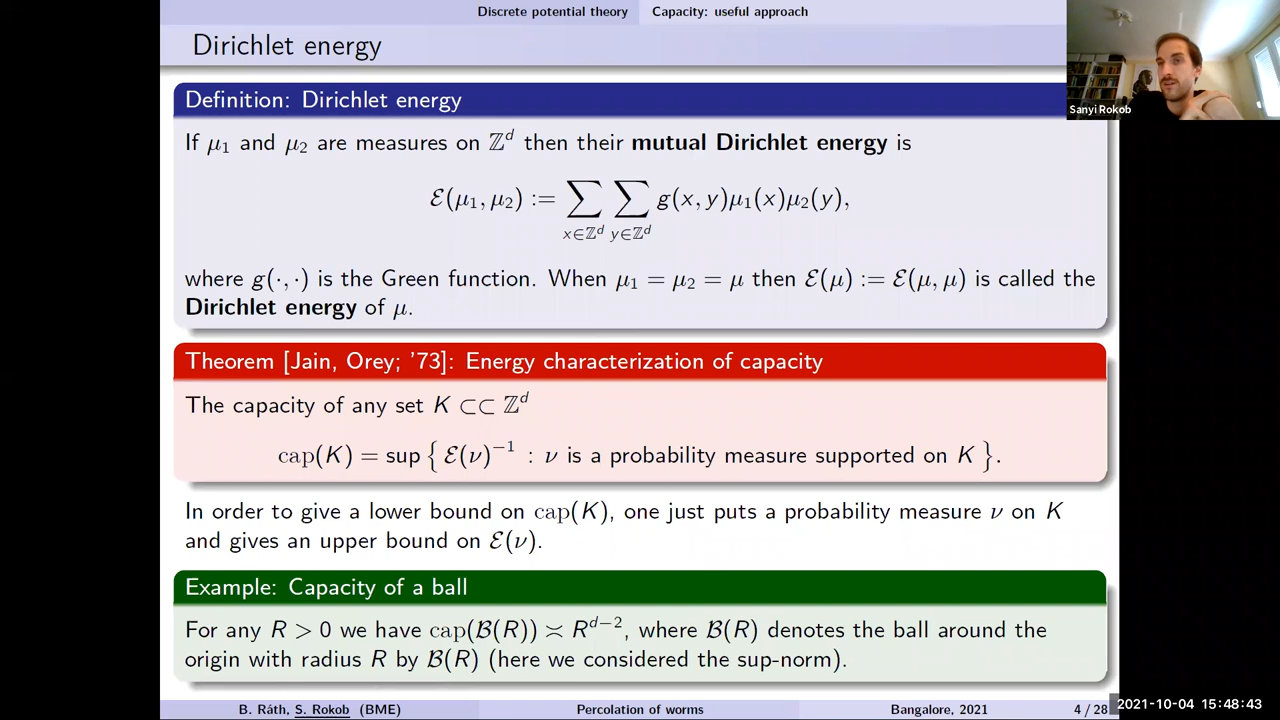 Discrete potential theory Capacity: useful approach
Dirichlet energy
Sanyi Rokob
Definition: Dirichlet energy
If μ₁ and μ₂ are measures on ℤᵈ then their mutual Dirichlet energy is
ℰ(μ₁, μ₂) := ∑_{x∈ℤᵈ} ∑_{y∈ℤᵈ} g(x, y)μ₁(x)μ₂(y),
where g(·, ·) is the Green function. When μ₁ = μ₂ = μ then ℰ(μ) := ℰ(μ, μ) is called the
Dirichlet energy of μ.
Theorem [Jain, Orey; '73]: Energy characterization of capacity
The capacity of any set K ⊂⊂ ℤᵈ
cap(K) = sup { ℰ(ν)⁻¹ : ν is a probability measure supported on K }.
In order to give a lower bound on cap(K), one just puts a probability measure ν on K
and gives an upper bound on ℰ(ν).
Example: Capacity of a ball
For any R > 0 we have cap(ℬ(R)) ≍ R^{d−2}, where ℬ(R) denotes the ball around the
origin with radius R by ℬ(R) (here we considered the sup-norm).
B. Ráth, S. Rokob (BME) Percolation of worms Bangalore, 2021 4 / 28
2021-10-04 15:48:43